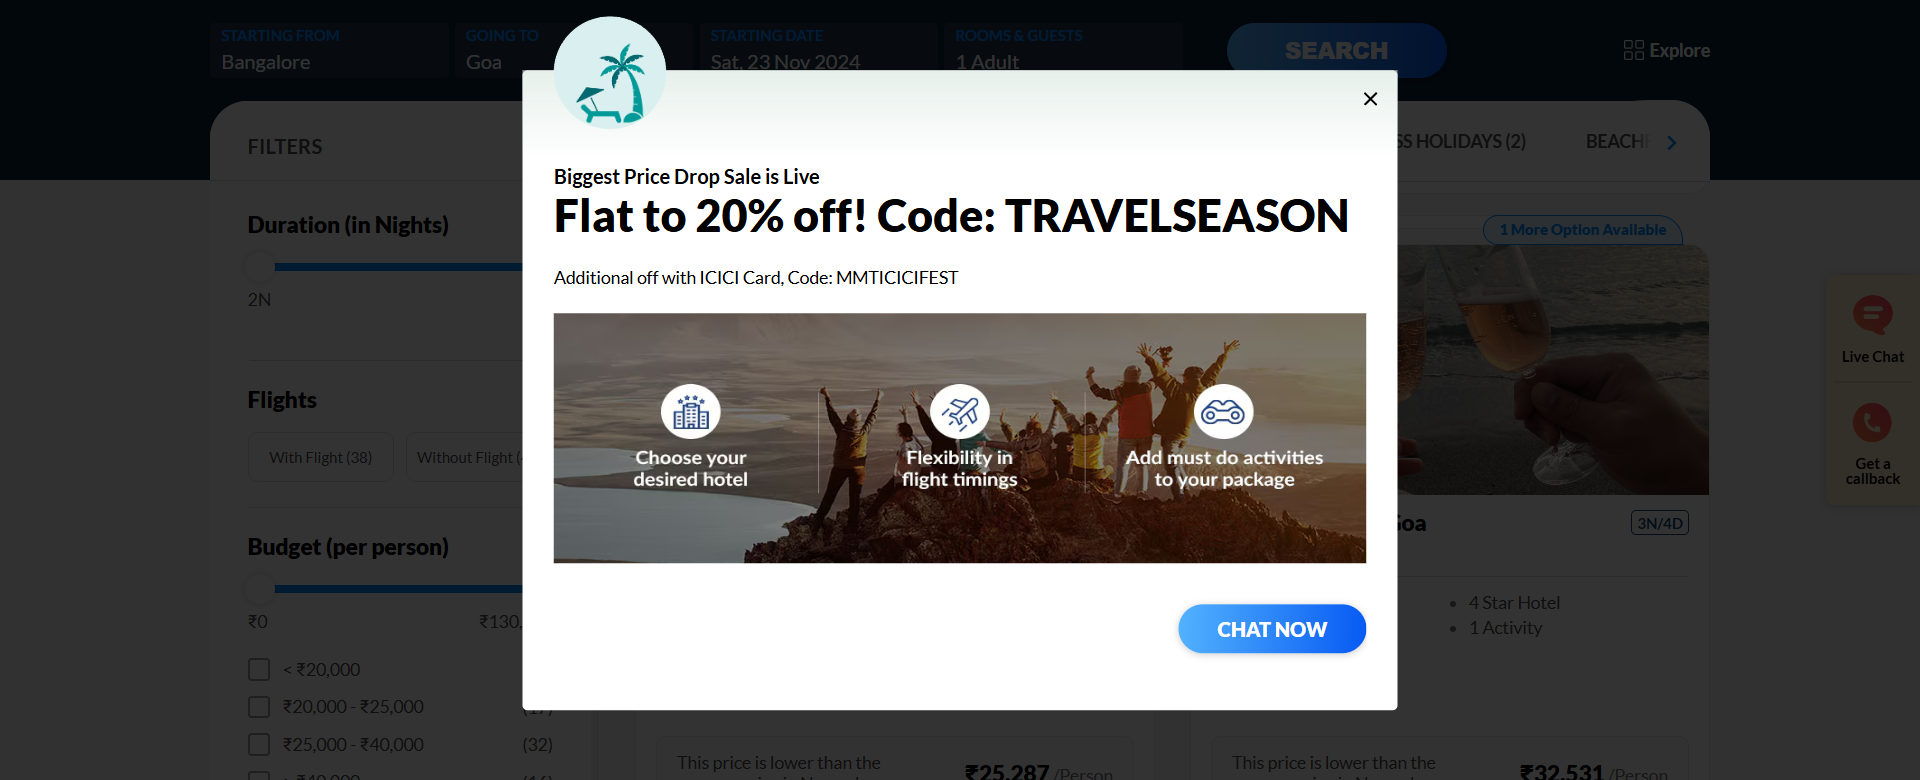 STARTING FROM
Bangalore
GOING TO
Goa
STARTING DATE
Sat, 23 Nov 2024
ROOMS & GUESTS
1 Adult
SEARCH
Explore
FILTERS
SS HOLIDAYS (2)
BEACH
Duration (in Nights)
2N
Flights
With Flight (38)
Without Flight (
Budget (per person)
₹0
₹130,
< ₹20,000
₹20,000 - ₹25,000
(17)
₹25,000 - ₹40,000
(32)
Biggest Price Drop Sale is Live
Flat to 20% off! Code: TRAVELSEASON
Additional off with ICICI Card, Code: MMTICICIFEST
Choose your
desired hotel
Flexibility in
flight timings
Add must do activities
to your package
CHAT NOW
1 More Option Available
Goa
3N/4D
4 Star Hotel
1 Activity
This price is lower than the
₹25,287 /Person
This price is lower than the
₹32,531 /Person
Live Chat
Get a
callback